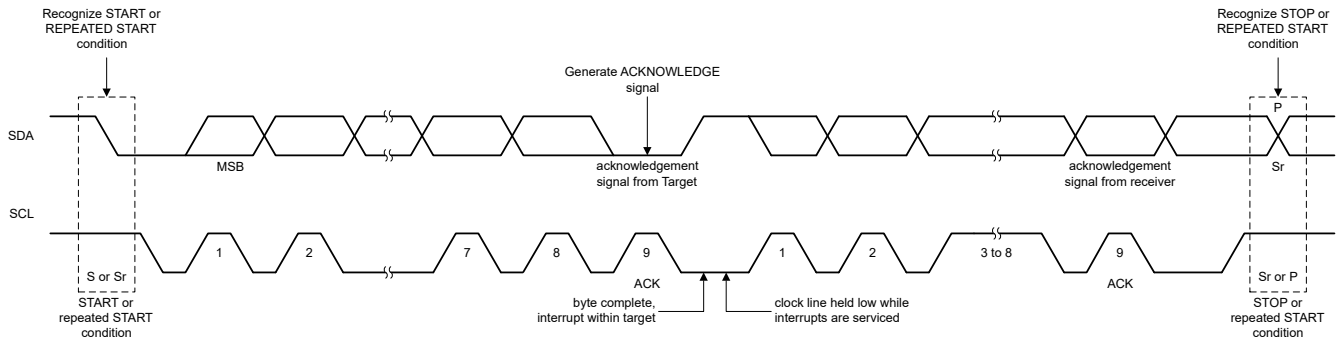 Recognize START or
REPEATED START
condition
Recognize STOP or
REPEATED START
condition
Generate ACKNOWLEDGE
signal
SDA
P
MSB
acknowledgement
signal from Target
acknowledgement
signal from receiver
Sr
SCL
1
2
7
8
9
1
2
3 to 8
9
S or Sr
ACK
ACK
Sr or P
START or
repeated START
condition
byte complete,
interrupt within target
clock line held low while
interrupts are serviced
STOP or
repeated START
condition